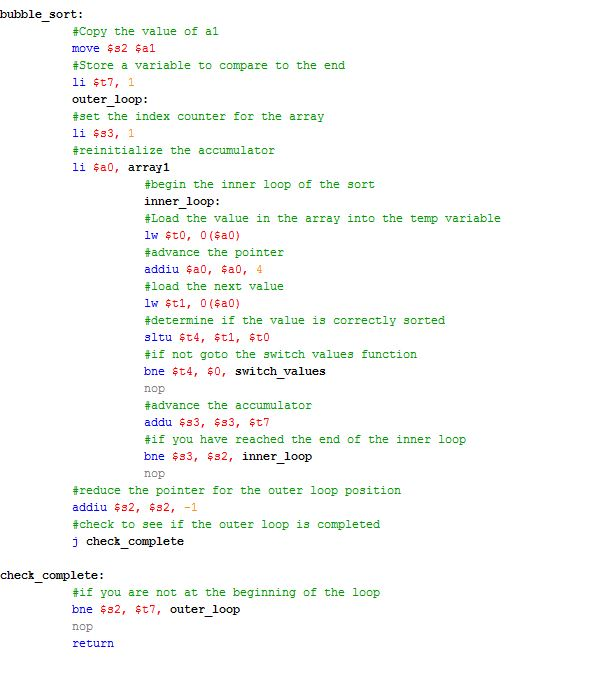 bubble_sort:
#Copy the value of a1
move $s2 $a1
#Store a variable to compare to the end
li $t7, 1
outer_loop:
#set the index counter for the array
li $s3, 1
#reinitialize the accumulator
li $a0, array1
#begin the inner loop of the sort
inner_loop:
#Load the value in the array into the temp variable
lw $t0, 0($a0)
#advance the pointer
addiu $a0, $a0, 4
#load the next value
lw $t1, 0($a0)
#determine if the value is correctly sorted
sltu $t4, $t1, $t0
#if not goto the switch values function
bne $t4, $0, switch_values
nop
#advance the accumulator
addu $s3, $s3, $t7
#if you have reached the end of the inner loop
bne $s3, $s2, inner_loop
nop
#reduce the pointer for the outer loop position
addiu $s2, $s2, -1
#check to see if the outer loop is completed
j check_complete
check_complete:
#if you are not at the beginning of the loop
bne $s2, $t7, outer_loop
nop
return